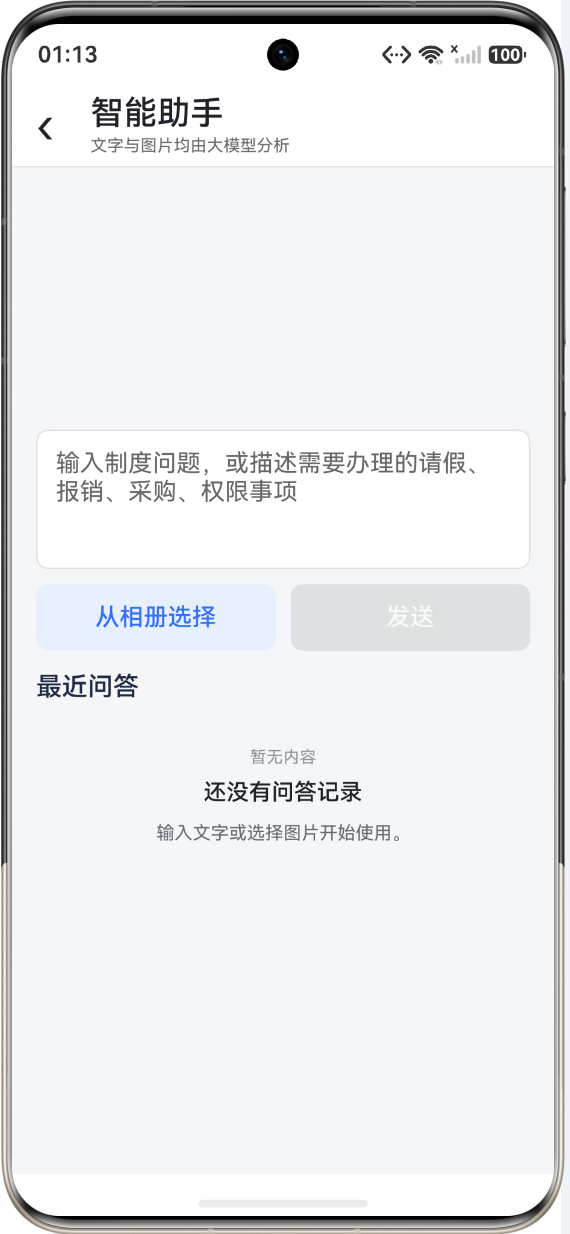 01:13
100
智能助手
文字与图片均由大模型分析
输入制度问题，或描述需要办理的请假、
报销、采购、权限事项
从相册选择
发送
最近问答
暂无内容
还没有问答记录
输入文字或选择图片开始使用。